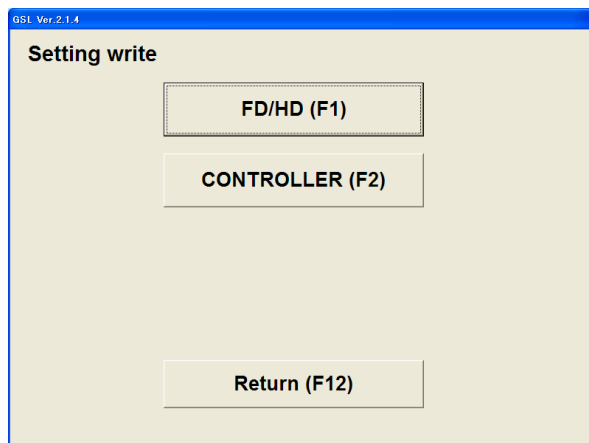 GSL Ver.2.1.4
Setting write
FD/HD (F1)
CONTROLLER (F2)
Return (F12)